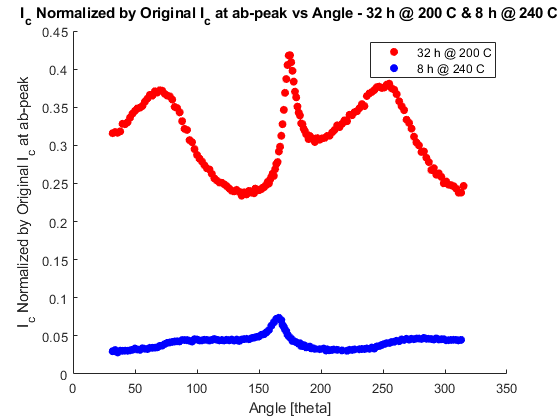 I_c Normalized by Original I_c at ab-peak vs Angle - 32 h @ 200 C & 8 h @ 240 C
32 h @ 200 C
8 h @ 240 C
I_c Normalized by Original I_c at ab-peak
0.45
0.4
0.35
0.3
0.25
0.2
0.15
0.1
0.05
0
0 50 100 150 200 250 300 350
Angle [theta]